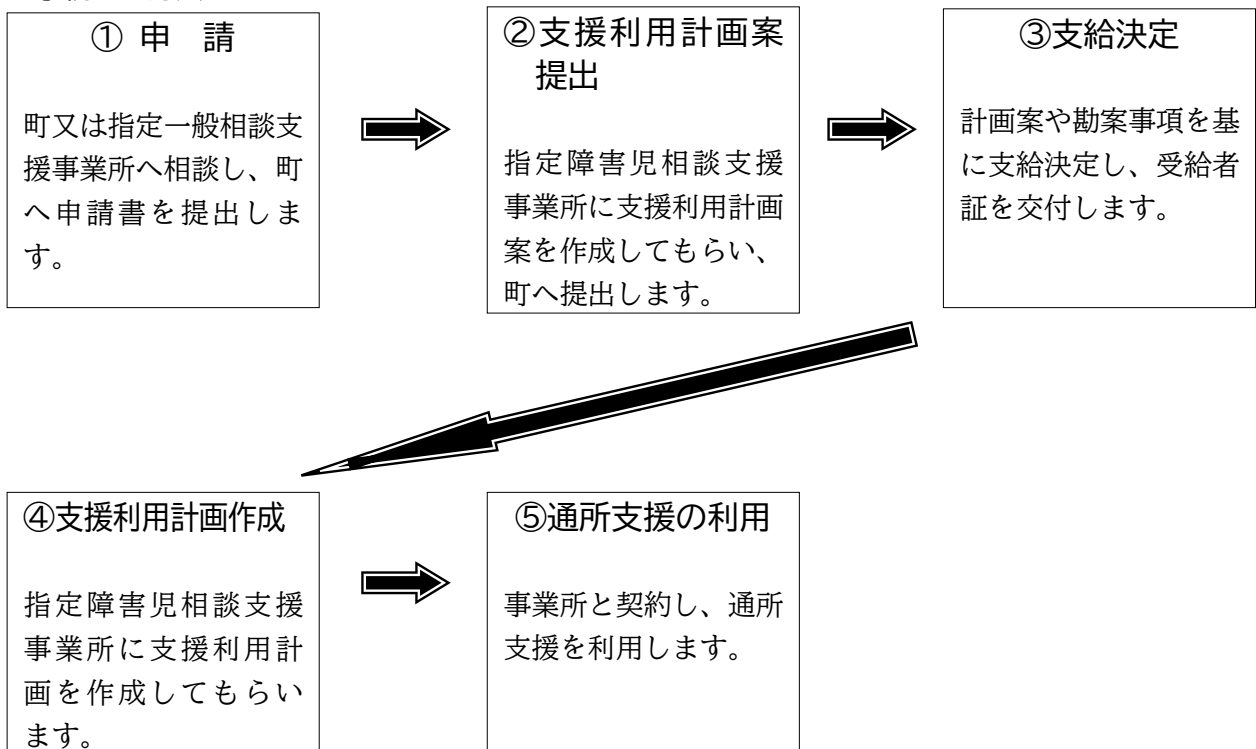 ① 申　請
町又は指定一般相談支
援事業所へ相談し、町
へ申請書を提出しま
す。
②支援利用計画案
提出
指定障害児相談支援
事業所に支援利用計画
案を作成してもらい、
町へ提出します。
③支給決定
計画案や勘案事項を基
に支給決定し、受給者
証を交付します。
④支援利用計画作成
指定障害児相談支援
事業所に支援利用計
画を作成してもらい
ます。
⑤通所支援の利用
事業所と契約し、通所
支援を利用します。